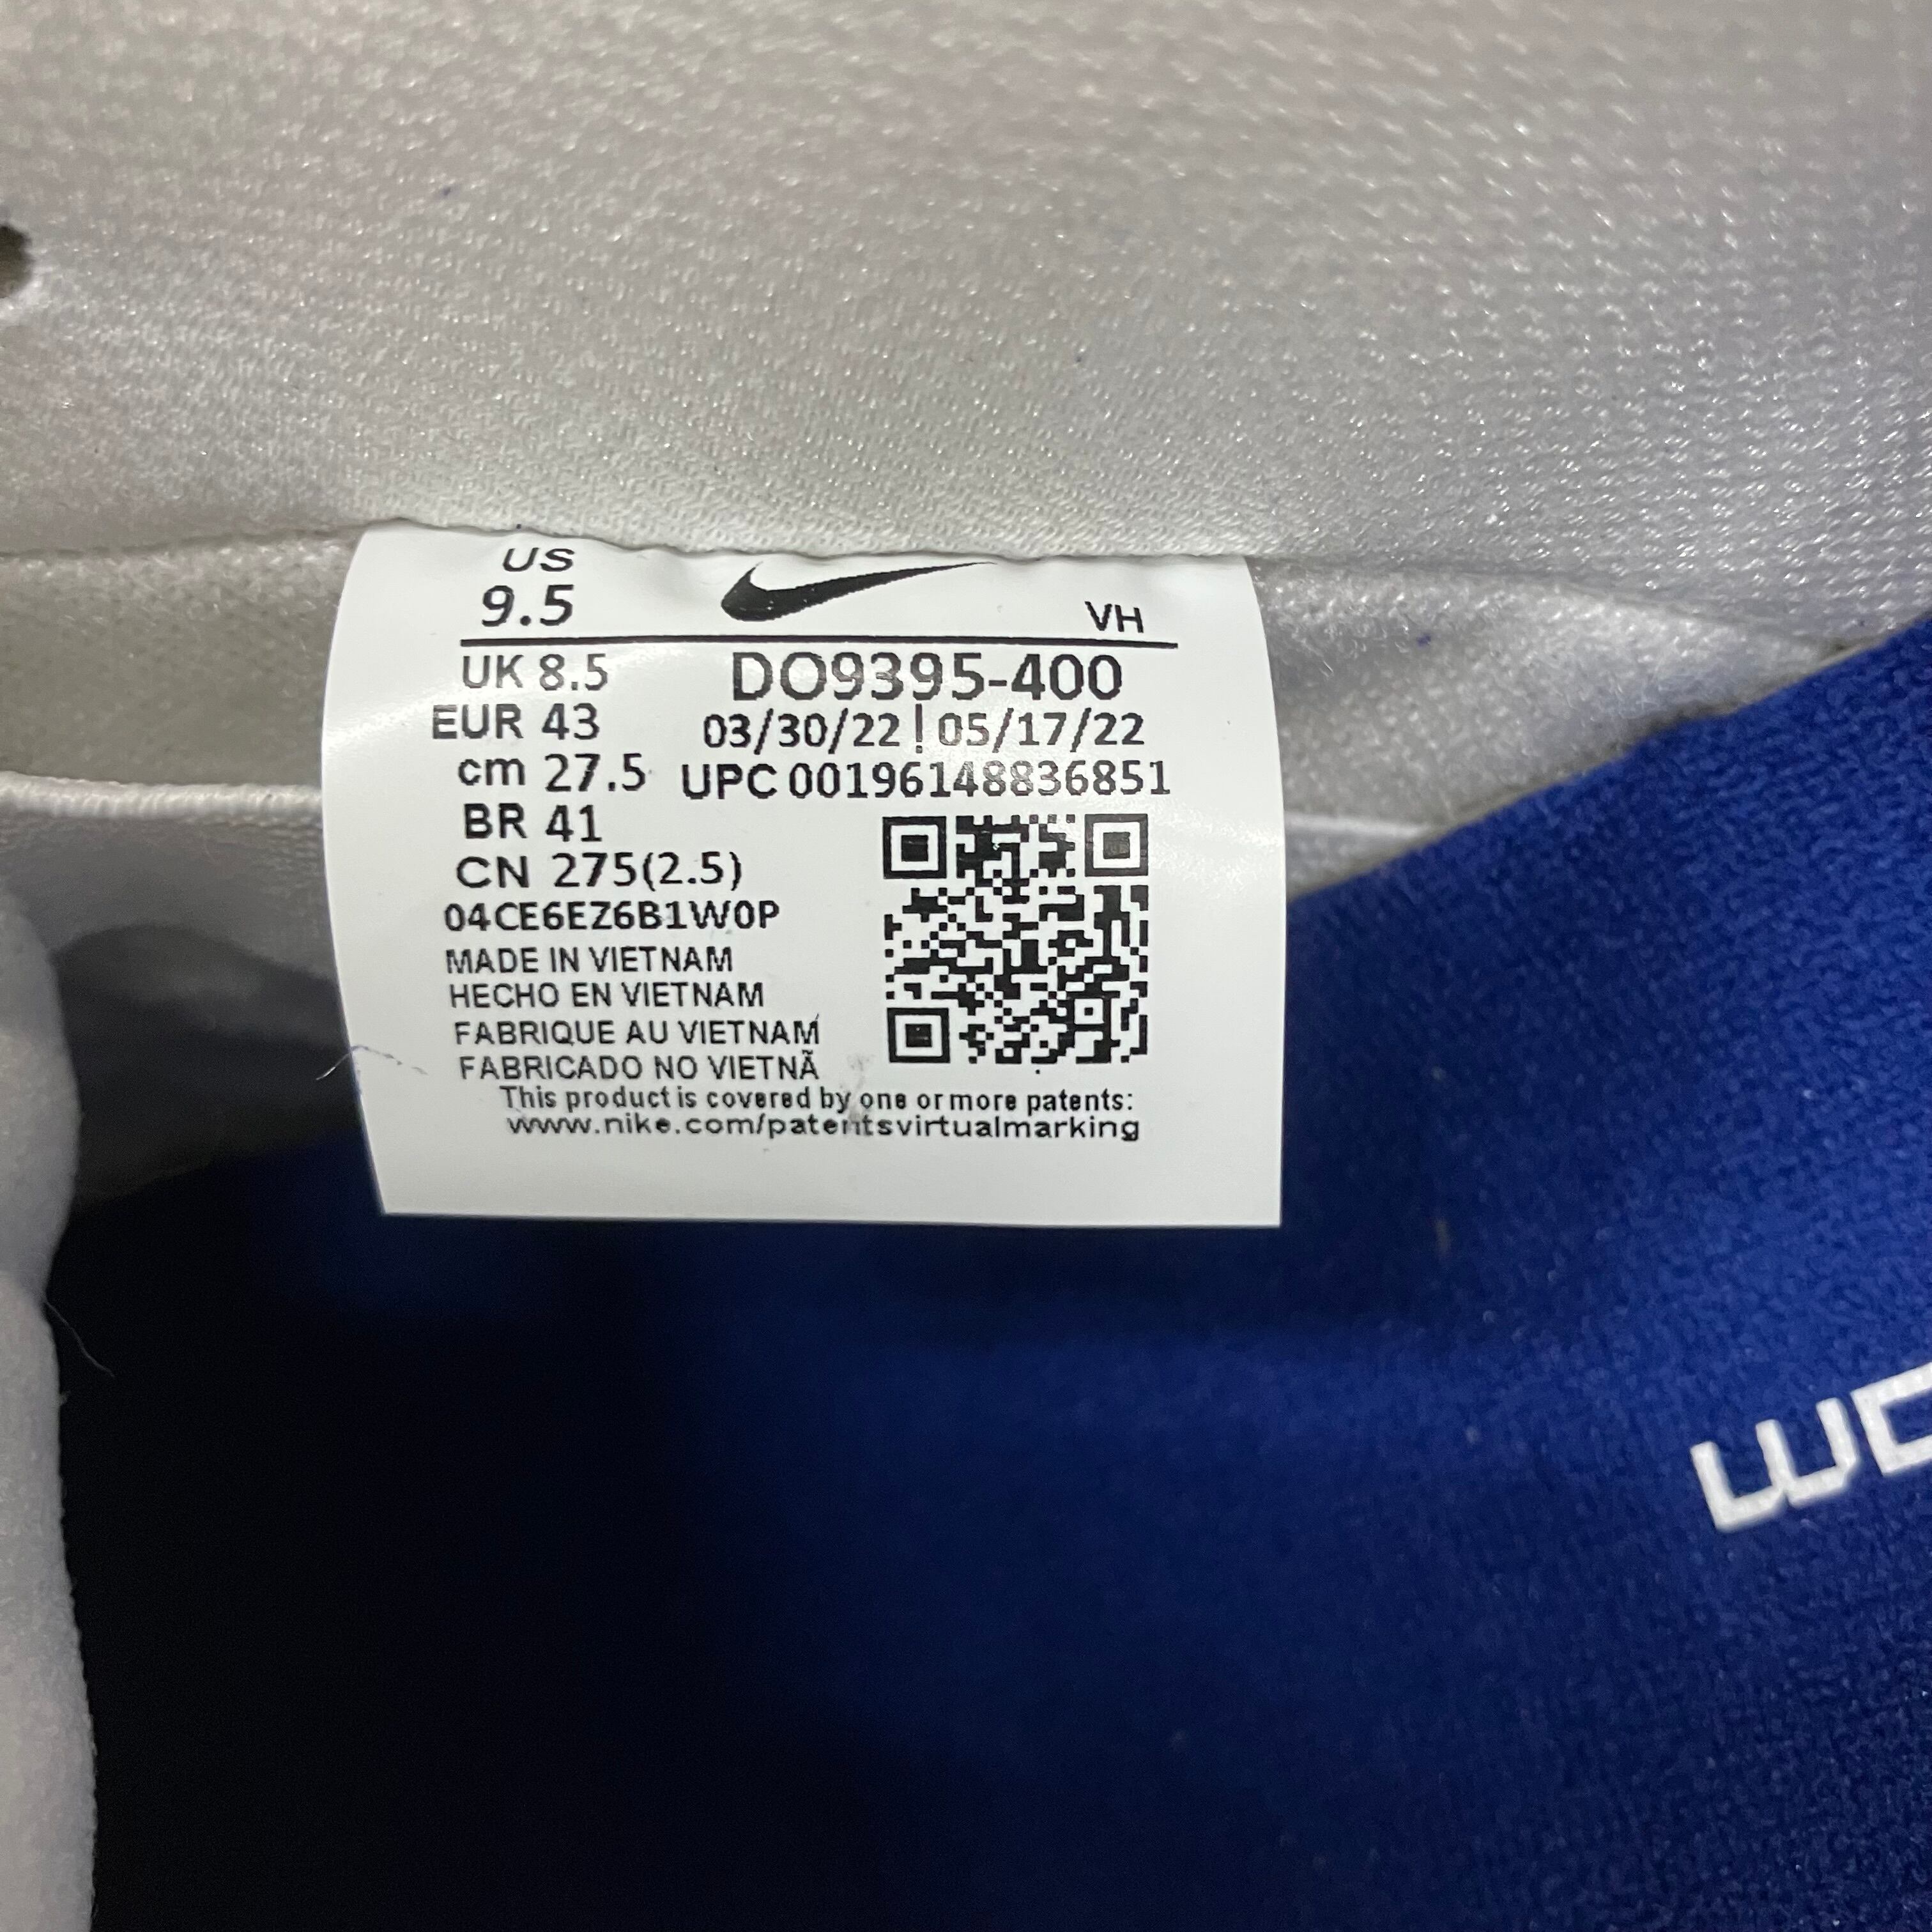 US
9.5
VH
UK 8.5
DO9395-400
EUR 43
03/30/22 | 05/17/22
cm 27.5
UPC 00196148836851
BR 41
CN 275(2.5)
04CE6EZ6B1W0P
MADE IN VIETNAM
HECHO EN VIETNAM
FABRIQUE AU VIETNAM
FABRICADO NO VIETNÃ
This product is covered by one or more patents:
www.nike.com/patentsvirtualmarking